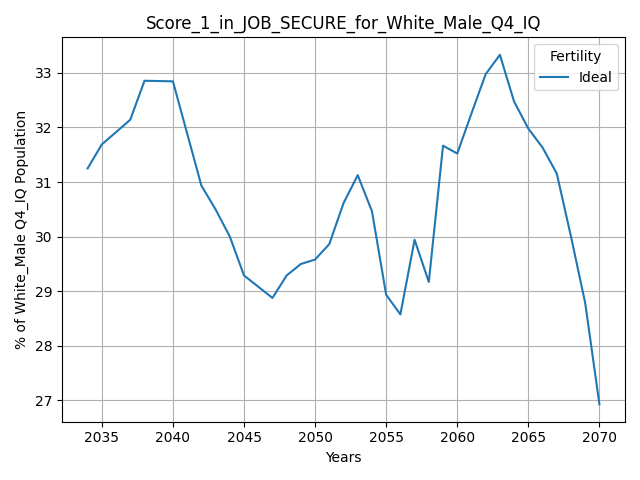 Score_1_in_JOB_SECURE_for_White_Male_Q4_IQ
Fertility
Ideal
% of White_Male Q4_IQ Population
33
32
31
30
29
28
27
2035 2040 2045 2050 2055 2060 2065 2070
Years